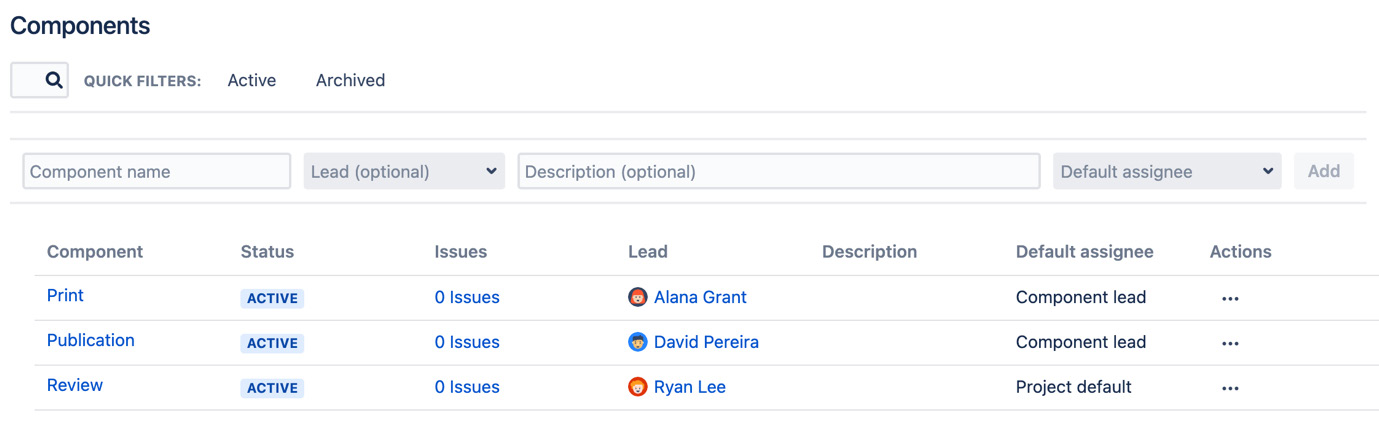 Components
QUICK FILTERS: Active Archived
Component name Lead (optional) Description (optional) Default assignee Add
Component Status Issues Lead Description Default assignee Actions
Print ACTIVE 0 Issues Alana Grant Component lead
Publication ACTIVE 0 Issues David Pereira Component lead
Review ACTIVE 0 Issues Ryan Lee Project default